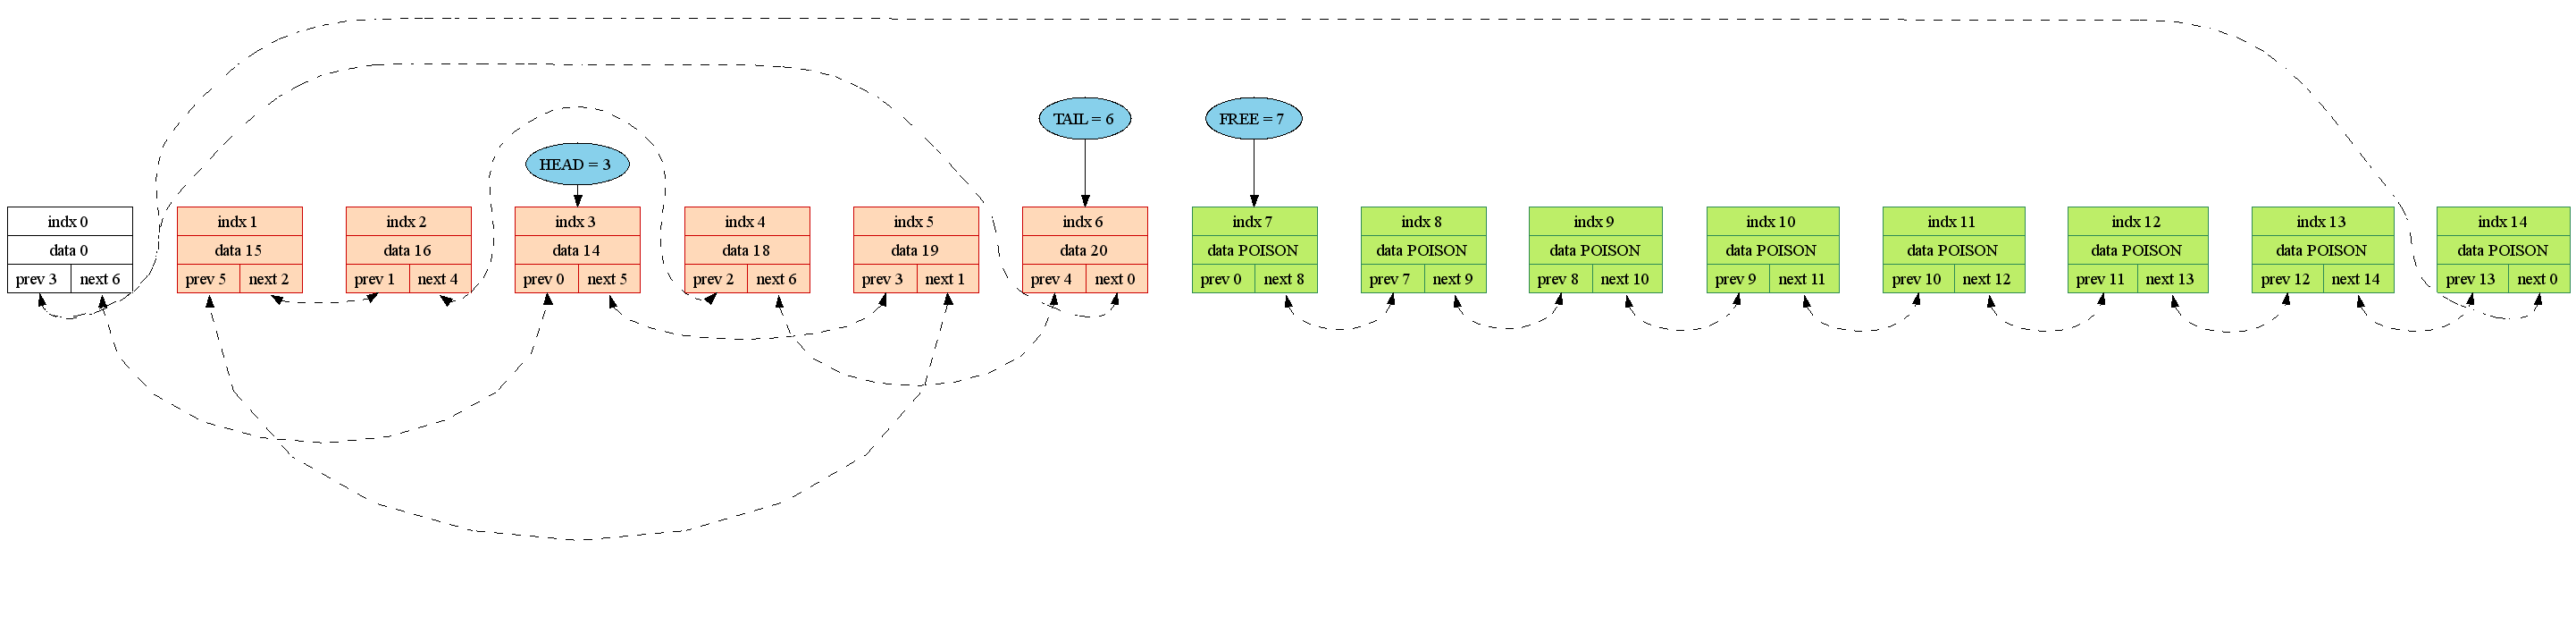 TAIL = 6
FREE = 7
HEAD = 3
indx 0
data 0
prev 3 next 6
indx 1
data 15
prev 5 next 2
indx 2
data 16
prev 1 next 4
indx 3
data 14
prev 0 next 5
indx 4
data 18
prev 2 next 6
indx 5
data 19
prev 3 next 1
indx 6
data 20
prev 4 next 0
indx 7
data POISON
prev 0 next 8
indx 8
data POISON
prev 7 next 9
indx 9
data POISON
prev 8 next 10
indx 10
data POISON
prev 9 next 11
indx 11
data POISON
prev 10 next 12
indx 12
data POISON
prev 11 next 13
indx 13
data POISON
prev 12 next 14
indx 14
data POISON
prev 13 next 0